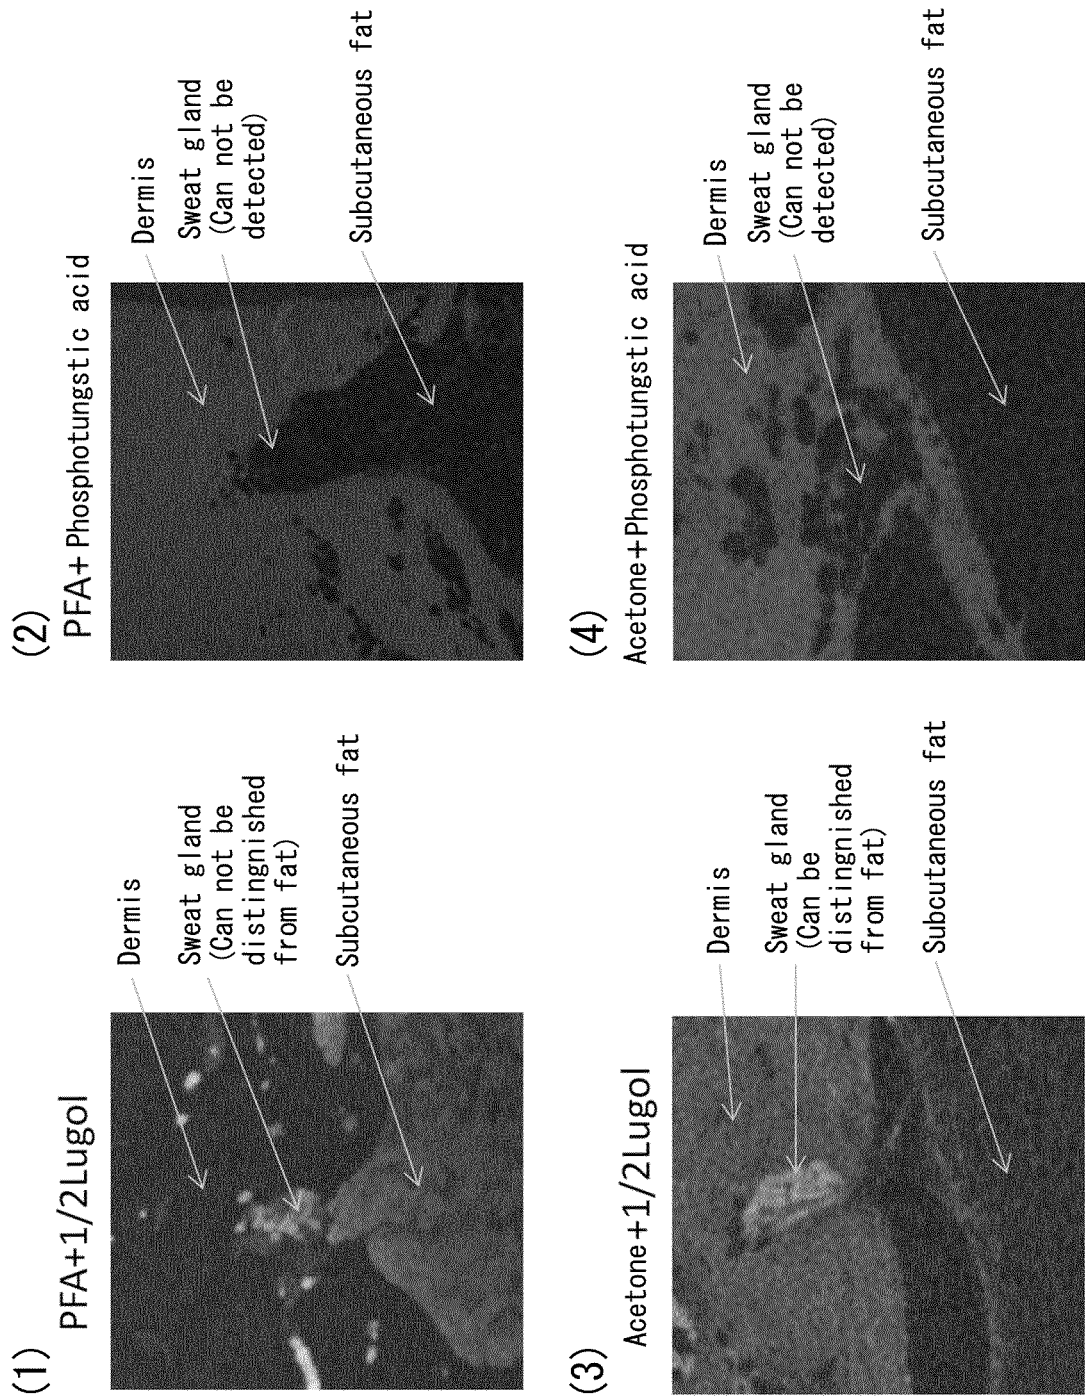 (1)
PFA+1/2Lugol
Dermis
Sweat gland
(Can not be
distingnished
from fat)
Subcutaneous fat
(2)
PFA+Phosphotungstic acid
Dermis
Sweat gland
(Can not be
detected)
Subcutaneous fat
(3)
Acetone+1/2Lugol
Dermis
Sweat gland
(Can be
distingnished
from fat)
Subcutaneous fat
(4)
Acetone+Phosphotungstic acid
Dermis
Sweat gland
(Can not be
detected)
Subcutaneous fat